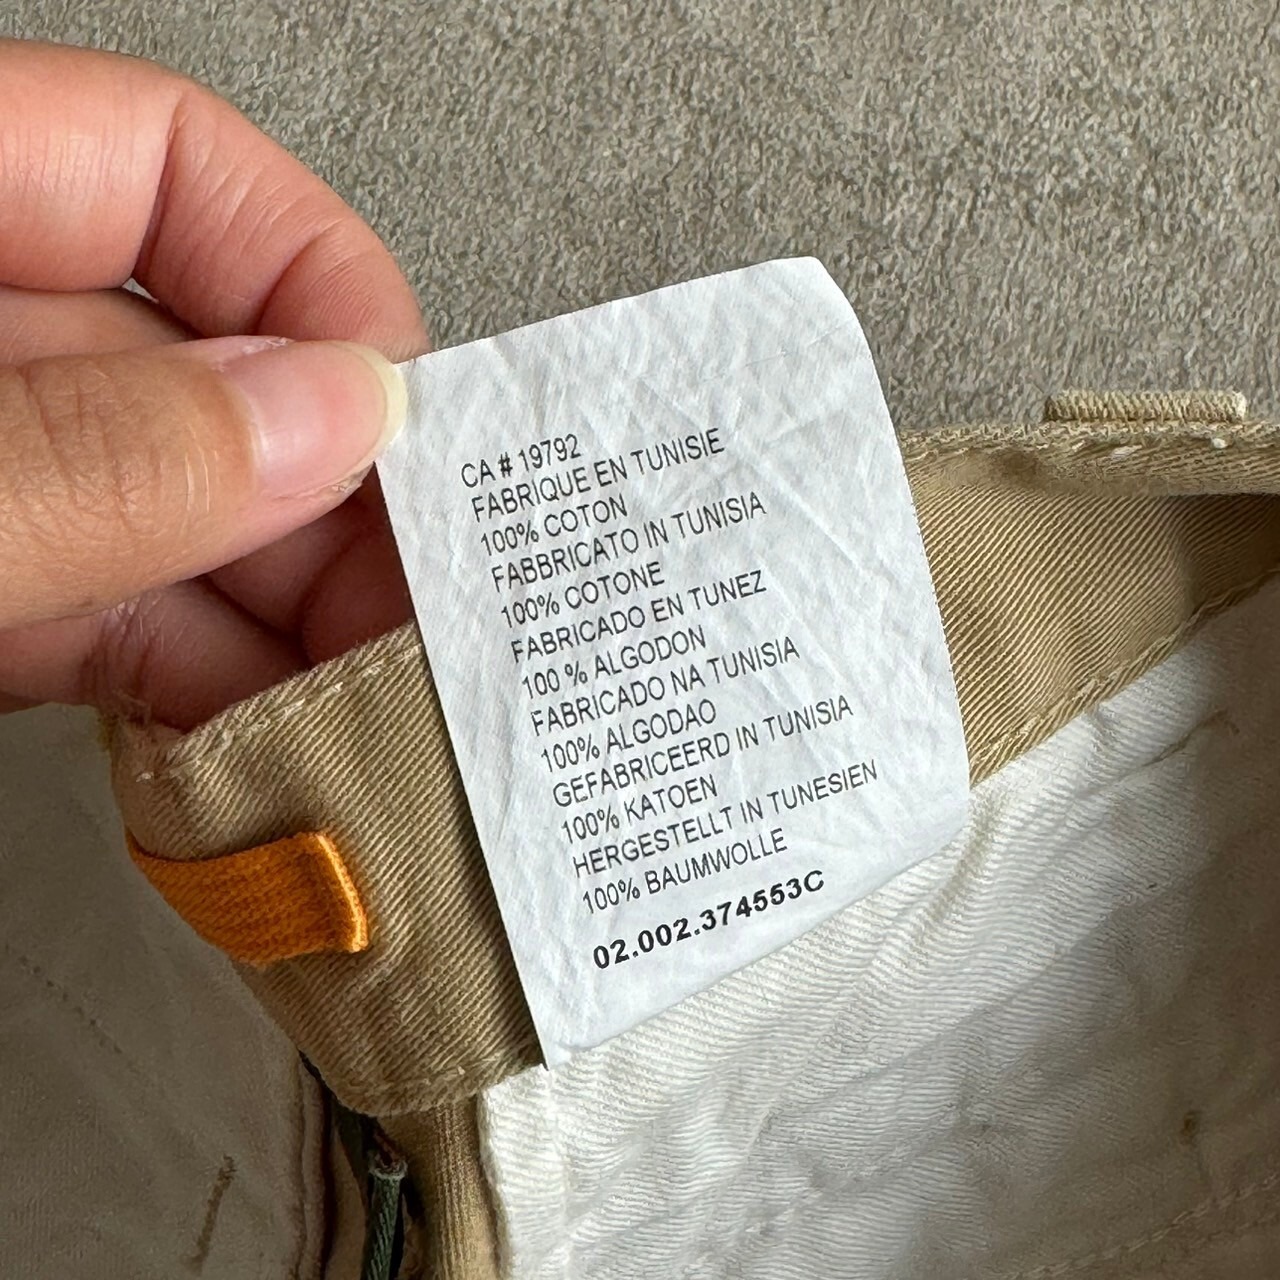 CA # 19792
FABRIQUE EN TUNISIE
100% COTON
FABBRICATO IN TUNISIA
100% COTONE
FABRICADO EN TUNEZ
100 % ALGODON
FABRICADO NA TUNISIA
100% ALGODAO
GEFABRICEERD IN TUNISIA
100% KATOEN
HERGESTELLT IN TUNESIEN
100% BAUMWOLLE
02.002.374553C